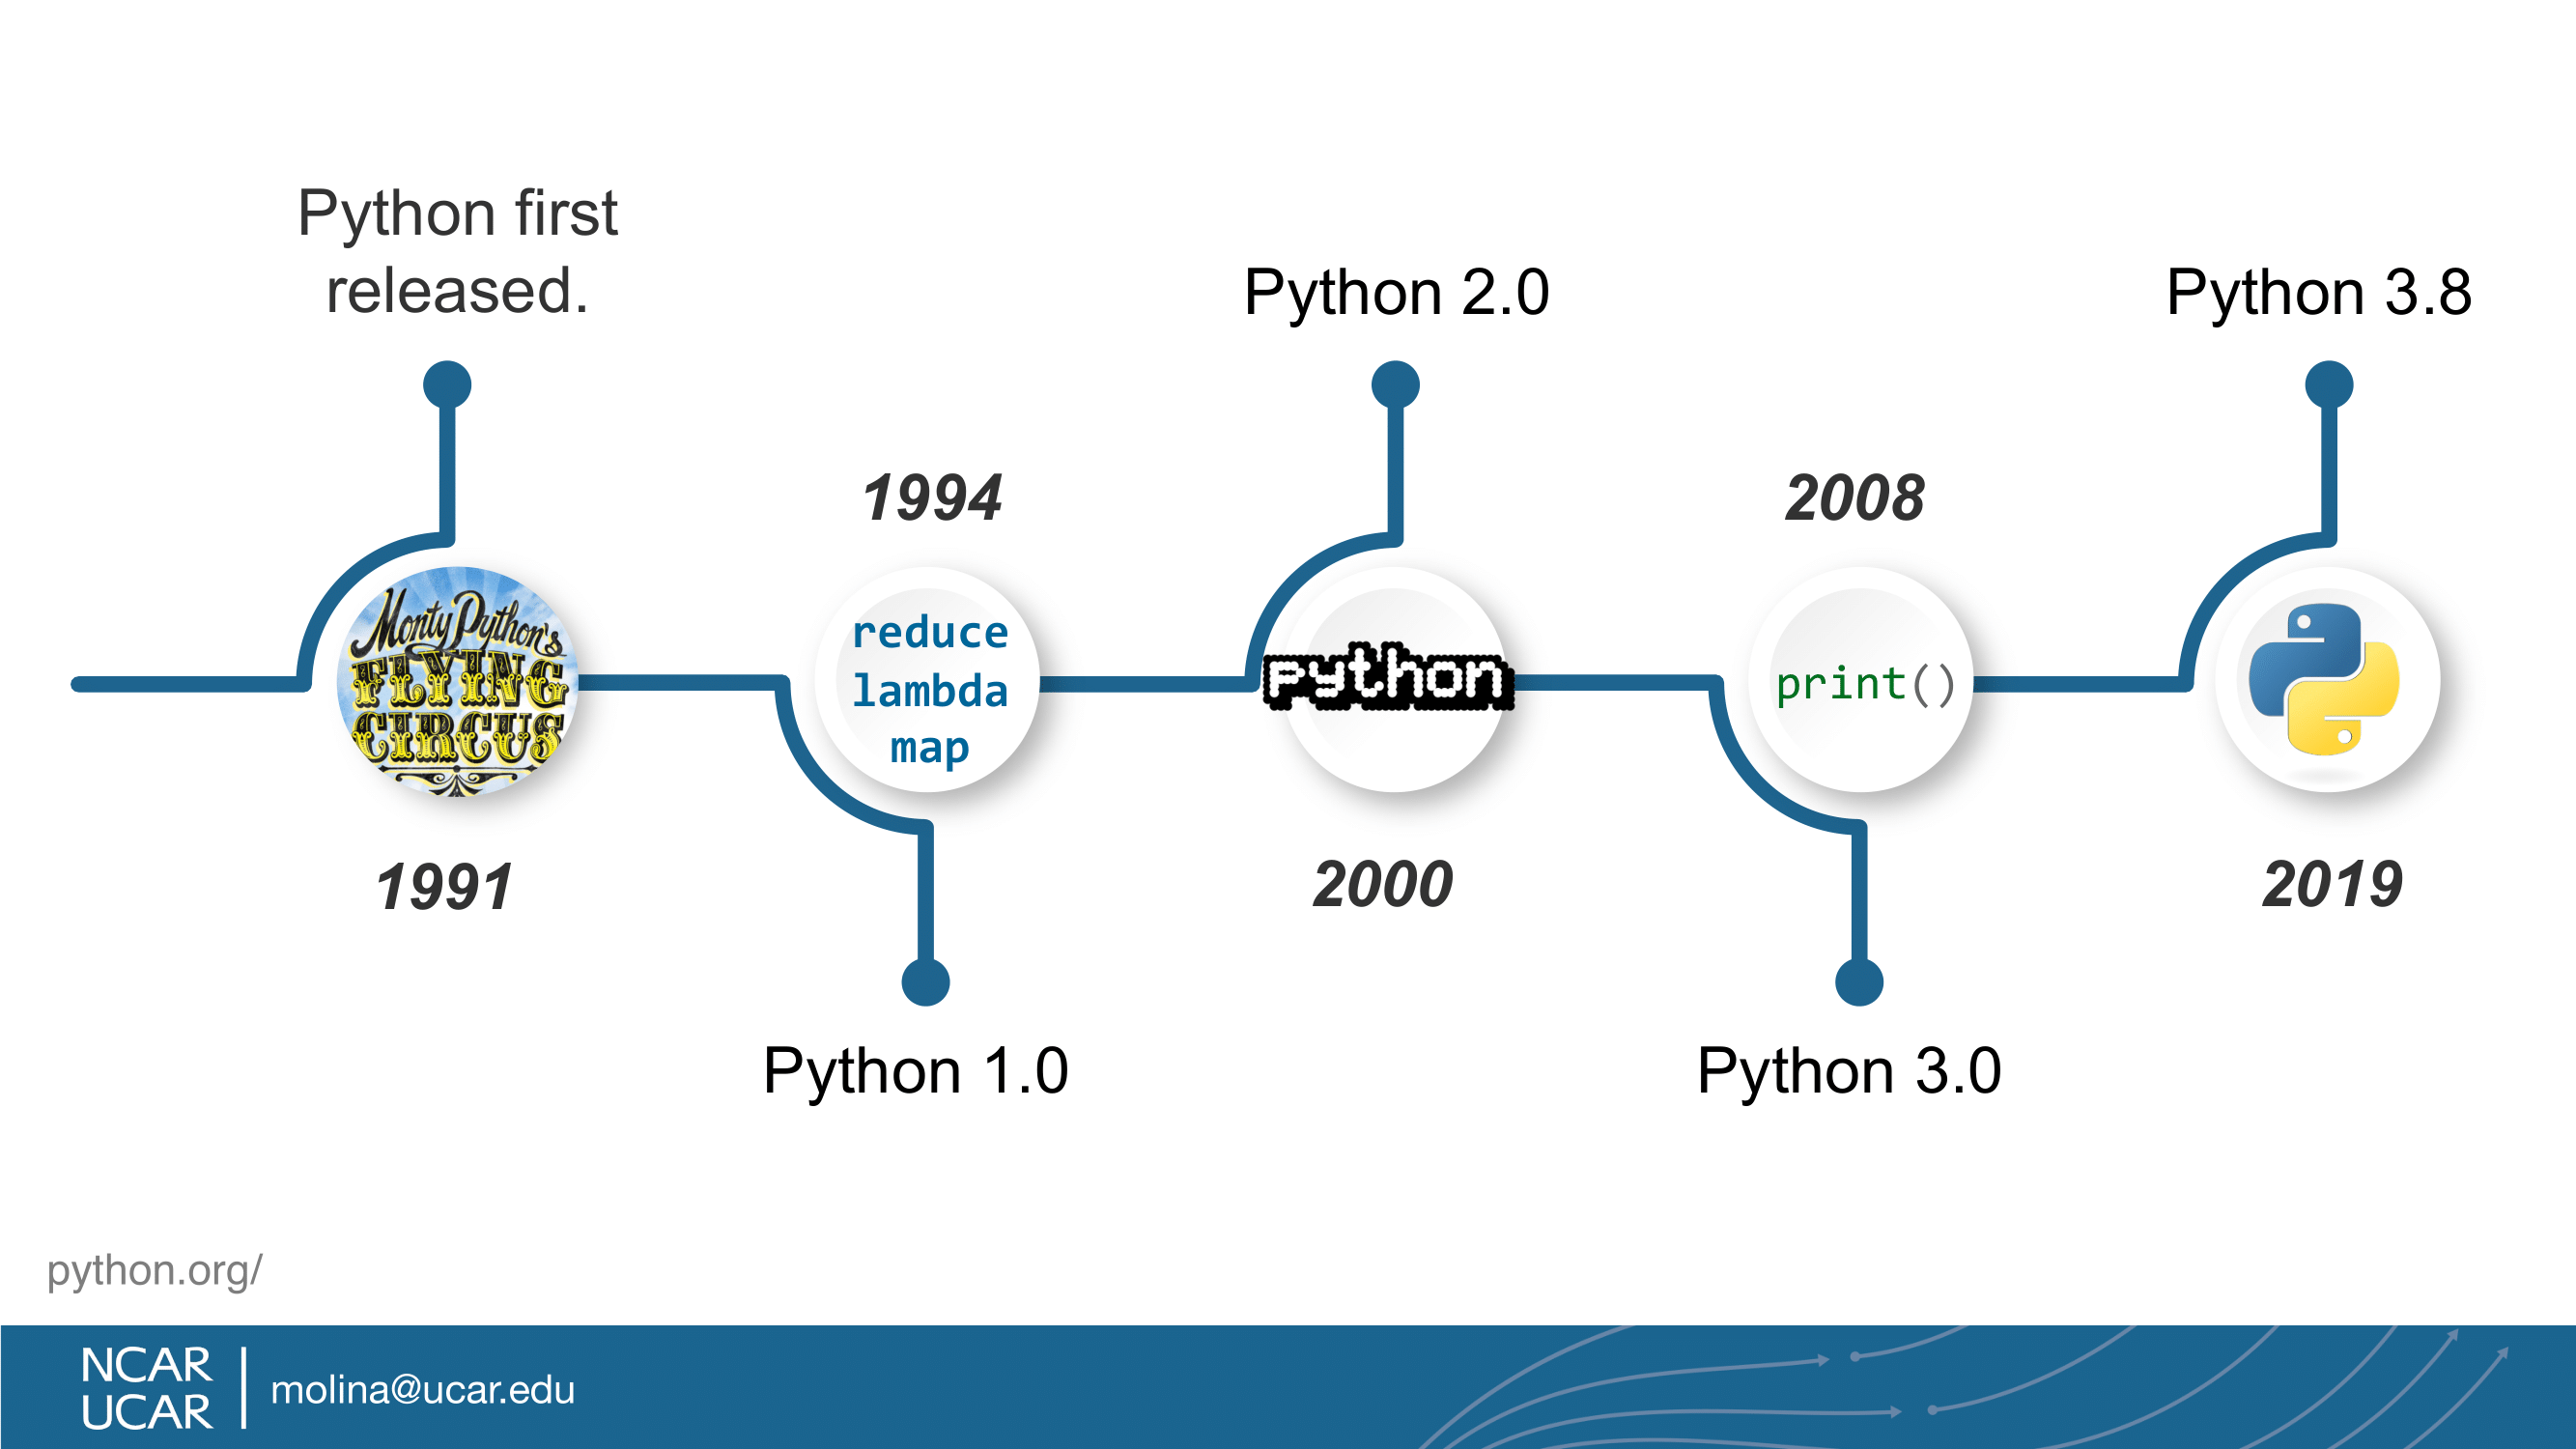 Python first
released.
Monty Python's
FLYING
CIRCUS
1991
1994
reduce
lambda
map
Python 1.0
Python 2.0
python
2000
2008
print()
Python 3.0
Python 3.8
2019
python.org/
NCAR
UCAR
molina@ucar.edu